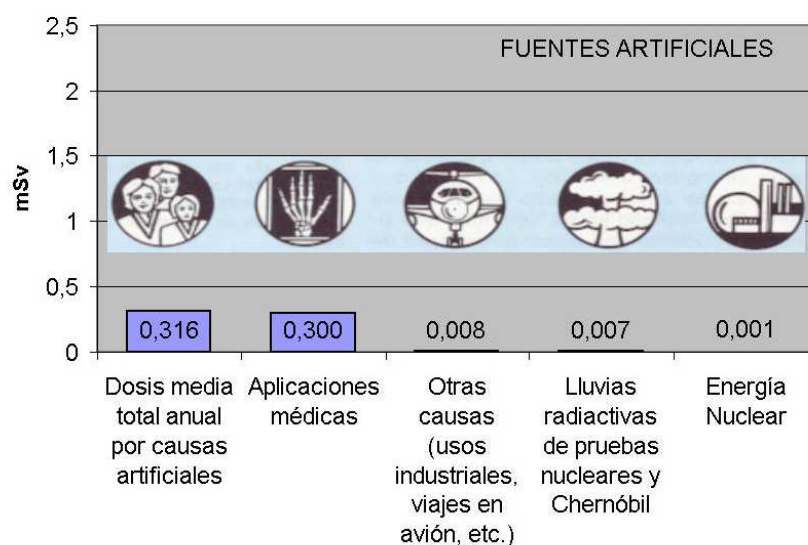 2,5
FUENTES ARTIFICIALES
2
1,5
mSv
1
0,5
0
0,316
0,300
0,008
0,007
0,001
Dosis media
total anual
por causas
artificiales
Aplicaciones
médicas
Otras
causas
(usos
industriales,
viajes en
avión, etc.)
Lluvias
radiactivas
de pruebas
nucleares y
Chernóbil
Energía
Nuclear